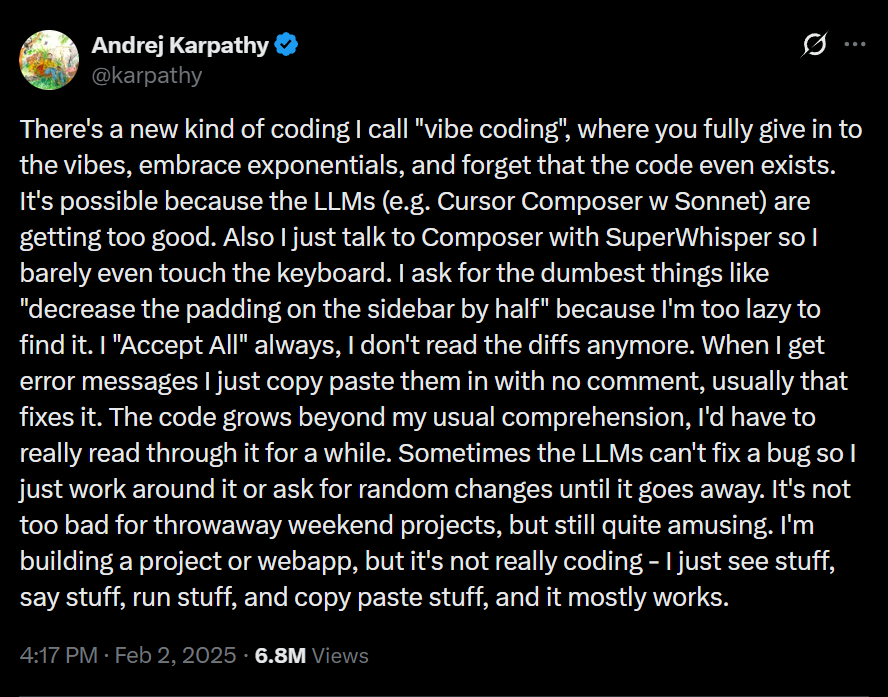 Andrej Karpathy
@karpathy
There's a new kind of coding I call "vibe coding", where you fully give in to
the vibes, embrace exponentials, and forget that the code even exists.
It's possible because the LLMs (e.g. Cursor Composer w Sonnet) are
getting too good. Also I just talk to Composer with SuperWhisper so I
barely even touch the keyboard. I ask for the dumbest things like
"decrease the padding on the sidebar by half" because I'm too lazy to
find it. I "Accept All" always, I don't read the diffs anymore. When I get
error messages I just copy paste them in with no comment, usually that
fixes it. The code grows beyond my usual comprehension, I'd have to
really read through it for a while. Sometimes the LLMs can't fix a bug so I
just work around it or ask for random changes until it goes away. It's not
too bad for throwaway weekend projects, but still quite amusing. I'm
building a project or webapp, but it's not really coding - I just see stuff,
say stuff, run stuff, and copy paste stuff, and it mostly works.
4:17 PM · Feb 2, 2025 · 6.8M Views